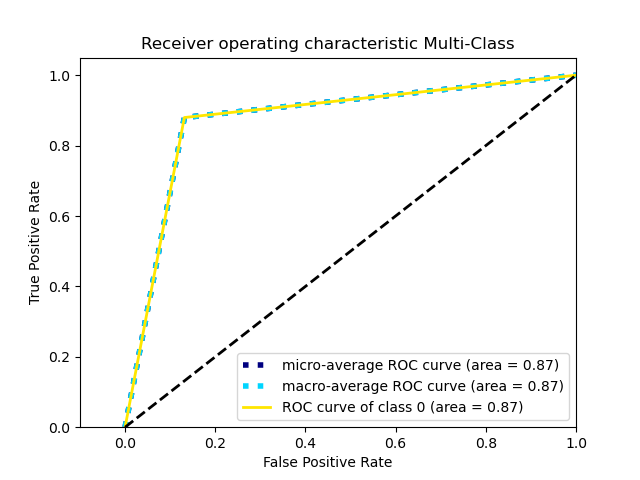 Receiver operating characteristic Multi-Class
True Positive Rate
1.0
0.8
0.6
0.4
0.2
0.0
micro-average ROC curve (area = 0.87)
macro-average ROC curve (area = 0.87)
ROC curve of class 0 (area = 0.87)
0.0 0.2 0.4 0.6 0.8 1.0
False Positive Rate